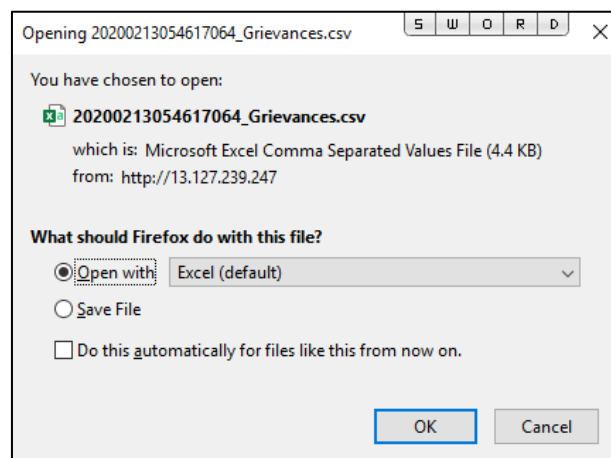 Opening 20200213054617064_Grievances.csv
S W O R D
You have chosen to open:
20200213054617064_Grievances.csv
which is: Microsoft Excel Comma Separated Values File (4.4 KB)
from: http://13.127.239.247
What should Firefox do with this file?
Open with Excel (default)
Save File
Do this automatically for files like this from now on.
OK Cancel